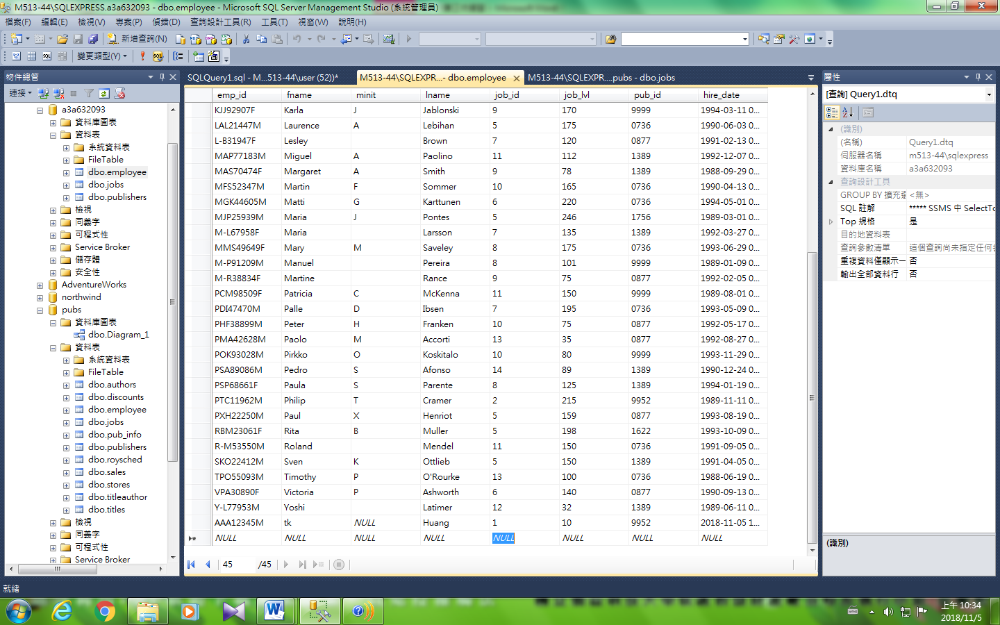 M513-44\SQLEXPRESS.a3a632093 - dbo.employee - Microsoft SQL Server Management Studio (系統管理員)
檔案(F) 編輯(E) 檢視(V) 專案(P) 偵錯(D) 查詢設計工具(R) 工具(T) 視窗(W) 說明(H)
新增查詢(N)
變更類型(Y)
物件總管
連接
a3a632093
資料庫圖表
資料表
系統資料表
FileTable
dbo.employee
dbo.jobs
dbo.publishers
檢視
同義字
可程式性
Service Broker
儲存體
安全性
AdventureWorks
northwind
pubs
資料庫圖表
dbo.Diagram_1
資料表
系統資料表
FileTable
dbo.authors
dbo.discounts
dbo.employee
dbo.jobs
dbo.pub_info
dbo.publishers
dbo.roysched
dbo.sales
dbo.stores
dbo.titleauthor
dbo.titles
檢視
同義字
可程式性
Service Broker
SQLQuery1.sql - M...513-44\user (52))* M513-44\SQLEXPR...- dbo.employee M513-44\SQLEXPR....pubs - dbo.jobs
emp_id fname minit lname job_id job_lvl pub_id hire_date
KJJ92907F Karla J Jablonski 9 170 9999 1994-03-11 0...
LAL21447M Laurence A Lebihan 5 175 0736 1990-06-03 0...
L-B31947F Lesley Brown 7 120 0877 1991-02-13 0...
MAP77183M Miguel A Paolino 11 112 1389 1992-12-07 0...
MAS70474F Margaret A Smith 9 78 1389 1988-09-29 0...
MFS52347M Martin F Sommer 10 165 0736 1990-04-13 0...
MGK44605M Matti G Karttunen 6 220 0736 1994-05-01 0...
MJP25939M Maria J Pontes 5 246 1756 1989-03-01 0...
M-L67958F Maria Larsson 7 135 1389 1992-03-27 0...
MMS49649F Mary M Saveley 8 175 0736 1993-06-29 0...
M-P91209M Manuel Pereira 8 101 9999 1989-01-09 0...
M-R38834F Martine Rance 9 75 0877 1992-02-05 0...
PCM98509F Patricia C McKenna 11 150 9999 1989-08-01 0...
PDI47470M Palle D Ibsen 7 195 0736 1993-05-09 0...
PHF38899M Peter H Franken 10 75 0877 1992-05-17 0...
PMA42628M Paolo M Accorti 13 35 0877 1992-08-27 0...
POK93028M Pirkko O Koskitalo 10 80 9999 1993-11-29 0...
PSA89086M Pedro S Afonso 14 89 1389 1990-12-24 0...
PSP68661F Paula S Parente 8 125 1389 1994-01-19 0...
PTC11962M Philip T Cramer 2 215 9952 1989-11-11 0...
PXH22250M Paul X Henriot 5 159 0877 1993-08-19 0...
RBM23061F Rita B Muller 5 198 1622 1993-10-09 0...
R-M53550M Roland Mendel 11 150 0736 1991-09-05 0...
SKO22412M Sven K Ottlieb 5 150 1389 1991-04-05 0...
TPO55093M Timothy P O'Rourke 13 100 0736 1988-06-19 0...
VPA30890F Victoria P Ashworth 6 140 0877 1990-09-13 0...
Y-L77953M Yoshi Latimer 12 32 1389 1989-06-11 0...
AAA12345M tk NULL Huang 1 10 9952 2018-11-05 1...
NULL NULL NULL NULL NULL NULL NULL NULL
45 /45
屬性
[查詢] Query1.dtq
(識別)
(名稱) Query1.dtq
伺服器名稱 m513-44\sqlexpress
資料庫名稱 a3a632093
查詢設計工具
GROUP BY 擴充 <無>
SQL 註解 ***** SSMS 中 SelectTo
Top 規格 是
目的地資料表
查詢參數清單 這個查詢尚未指定任何
重複資料僅顯示一 否
輸出全部資料行 否
(識別)
就緒
上午 10:34
2018/11/5